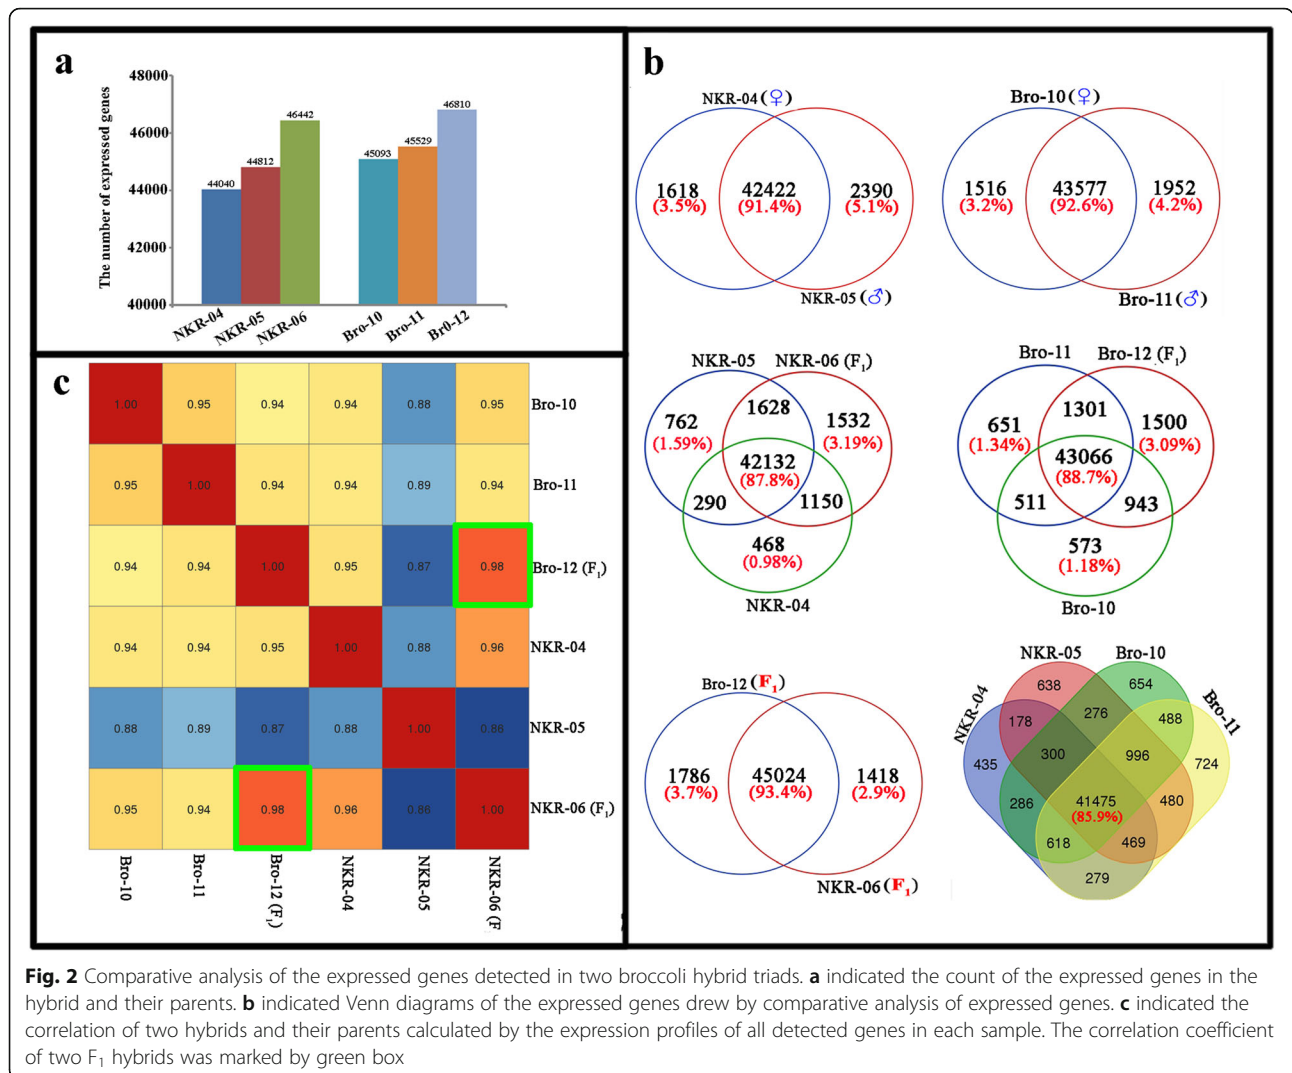 a
The number of expressed genes
48000
46000
44000
42000
40000
44040
44812
46442
45093
45529
46810
NKR-04
NKR-05
NKR-06
Bro-10
Bro-11
Br0-12
b
NKR-04 (♀)
1618
(3.5%)
42422
(91.4%)
2390
(5.1%)
NKR-05 (♂)
Bro-10 (♀)
1516
(3.2%)
43577
(92.6%)
1952
(4.2%)
Bro-11 (♂)
NKR-05
NKR-06 (F₁)
762
(1.59%)
1628
1532
(3.19%)
42132
(87.8%)
290
1150
468
(0.98%)
NKR-04
Bro-11
Bro-12 (F₁)
651
(1.34%)
1301
1500
(3.09%)
43066
(88.7%)
511
943
573
(1.18%)
Bro-10
Bro-12 (F₁)
1786
(3.7%)
45024
(93.4%)
1418
(2.9%)
NKR-06 (F₁)
NKR-04
NKR-05
Bro-10
Bro-11
638
654
178
276
488
435
300
996
724
286
41475
(85.9%)
480
618
469
279
c
1.00 0.95 0.94 0.94 0.88 0.95 Bro-10
0.95 1.00 0.94 0.94 0.89 0.94 Bro-11
0.94 0.94 1.00 0.95 0.87 0.98 Bro-12 (F₁)
0.94 0.94 0.95 1.00 0.88 0.96 NKR-04
0.88 0.89 0.87 0.88 1.00 0.86 NKR-05
0.95 0.94 0.98 0.96 0.86 1.00 NKR-06 (F₁)
Bro-10
Bro-11
Bro-12 (F₁)
NKR-04
NKR-05
NKR-06 (F
Fig. 2 Comparative analysis of the expressed genes detected in two broccoli hybrid triads. a indicated the count of the expressed genes in the
hybrid and their parents. b indicated Venn diagrams of the expressed genes drew by comparative analysis of expressed genes. c indicated the
correlation of two hybrids and their parents calculated by the expression profiles of all detected genes in each sample. The correlation coefficient
of two F₁ hybrids was marked by green box